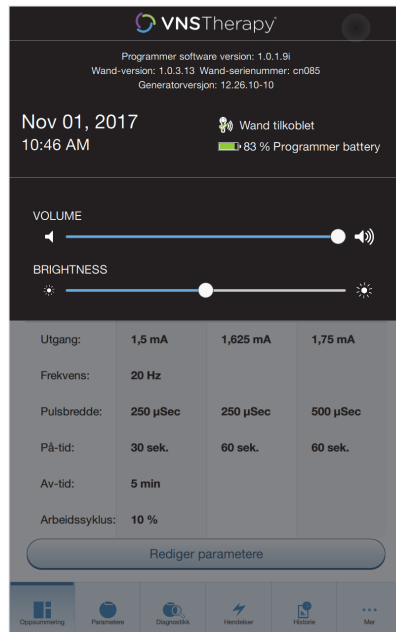 VNSTherapy
Programmer software version: 1.0.1.9i
Wand-version: 1.0.3.13 Wand-serienummer: cn085
Generatorversjon: 12.26.10-10
Nov 01, 2017
Wand tilkoblet
10:46 AM
83 % Programmer battery
VOLUME
BRIGHTNESS
Utgang: 1,5 mA 1,625 mA 1,75 mA
Frekvens: 20 Hz
Pulsbredde: 250 µSec 250 µSec 500 µSec
På-tid: 30 sek. 60 sek. 60 sek.
Av-tid: 5 min
Arbeidssyklus: 10 %
Rediger parametere
Oppsummering Parametere Diagnostikk Hendelser Historie Mer